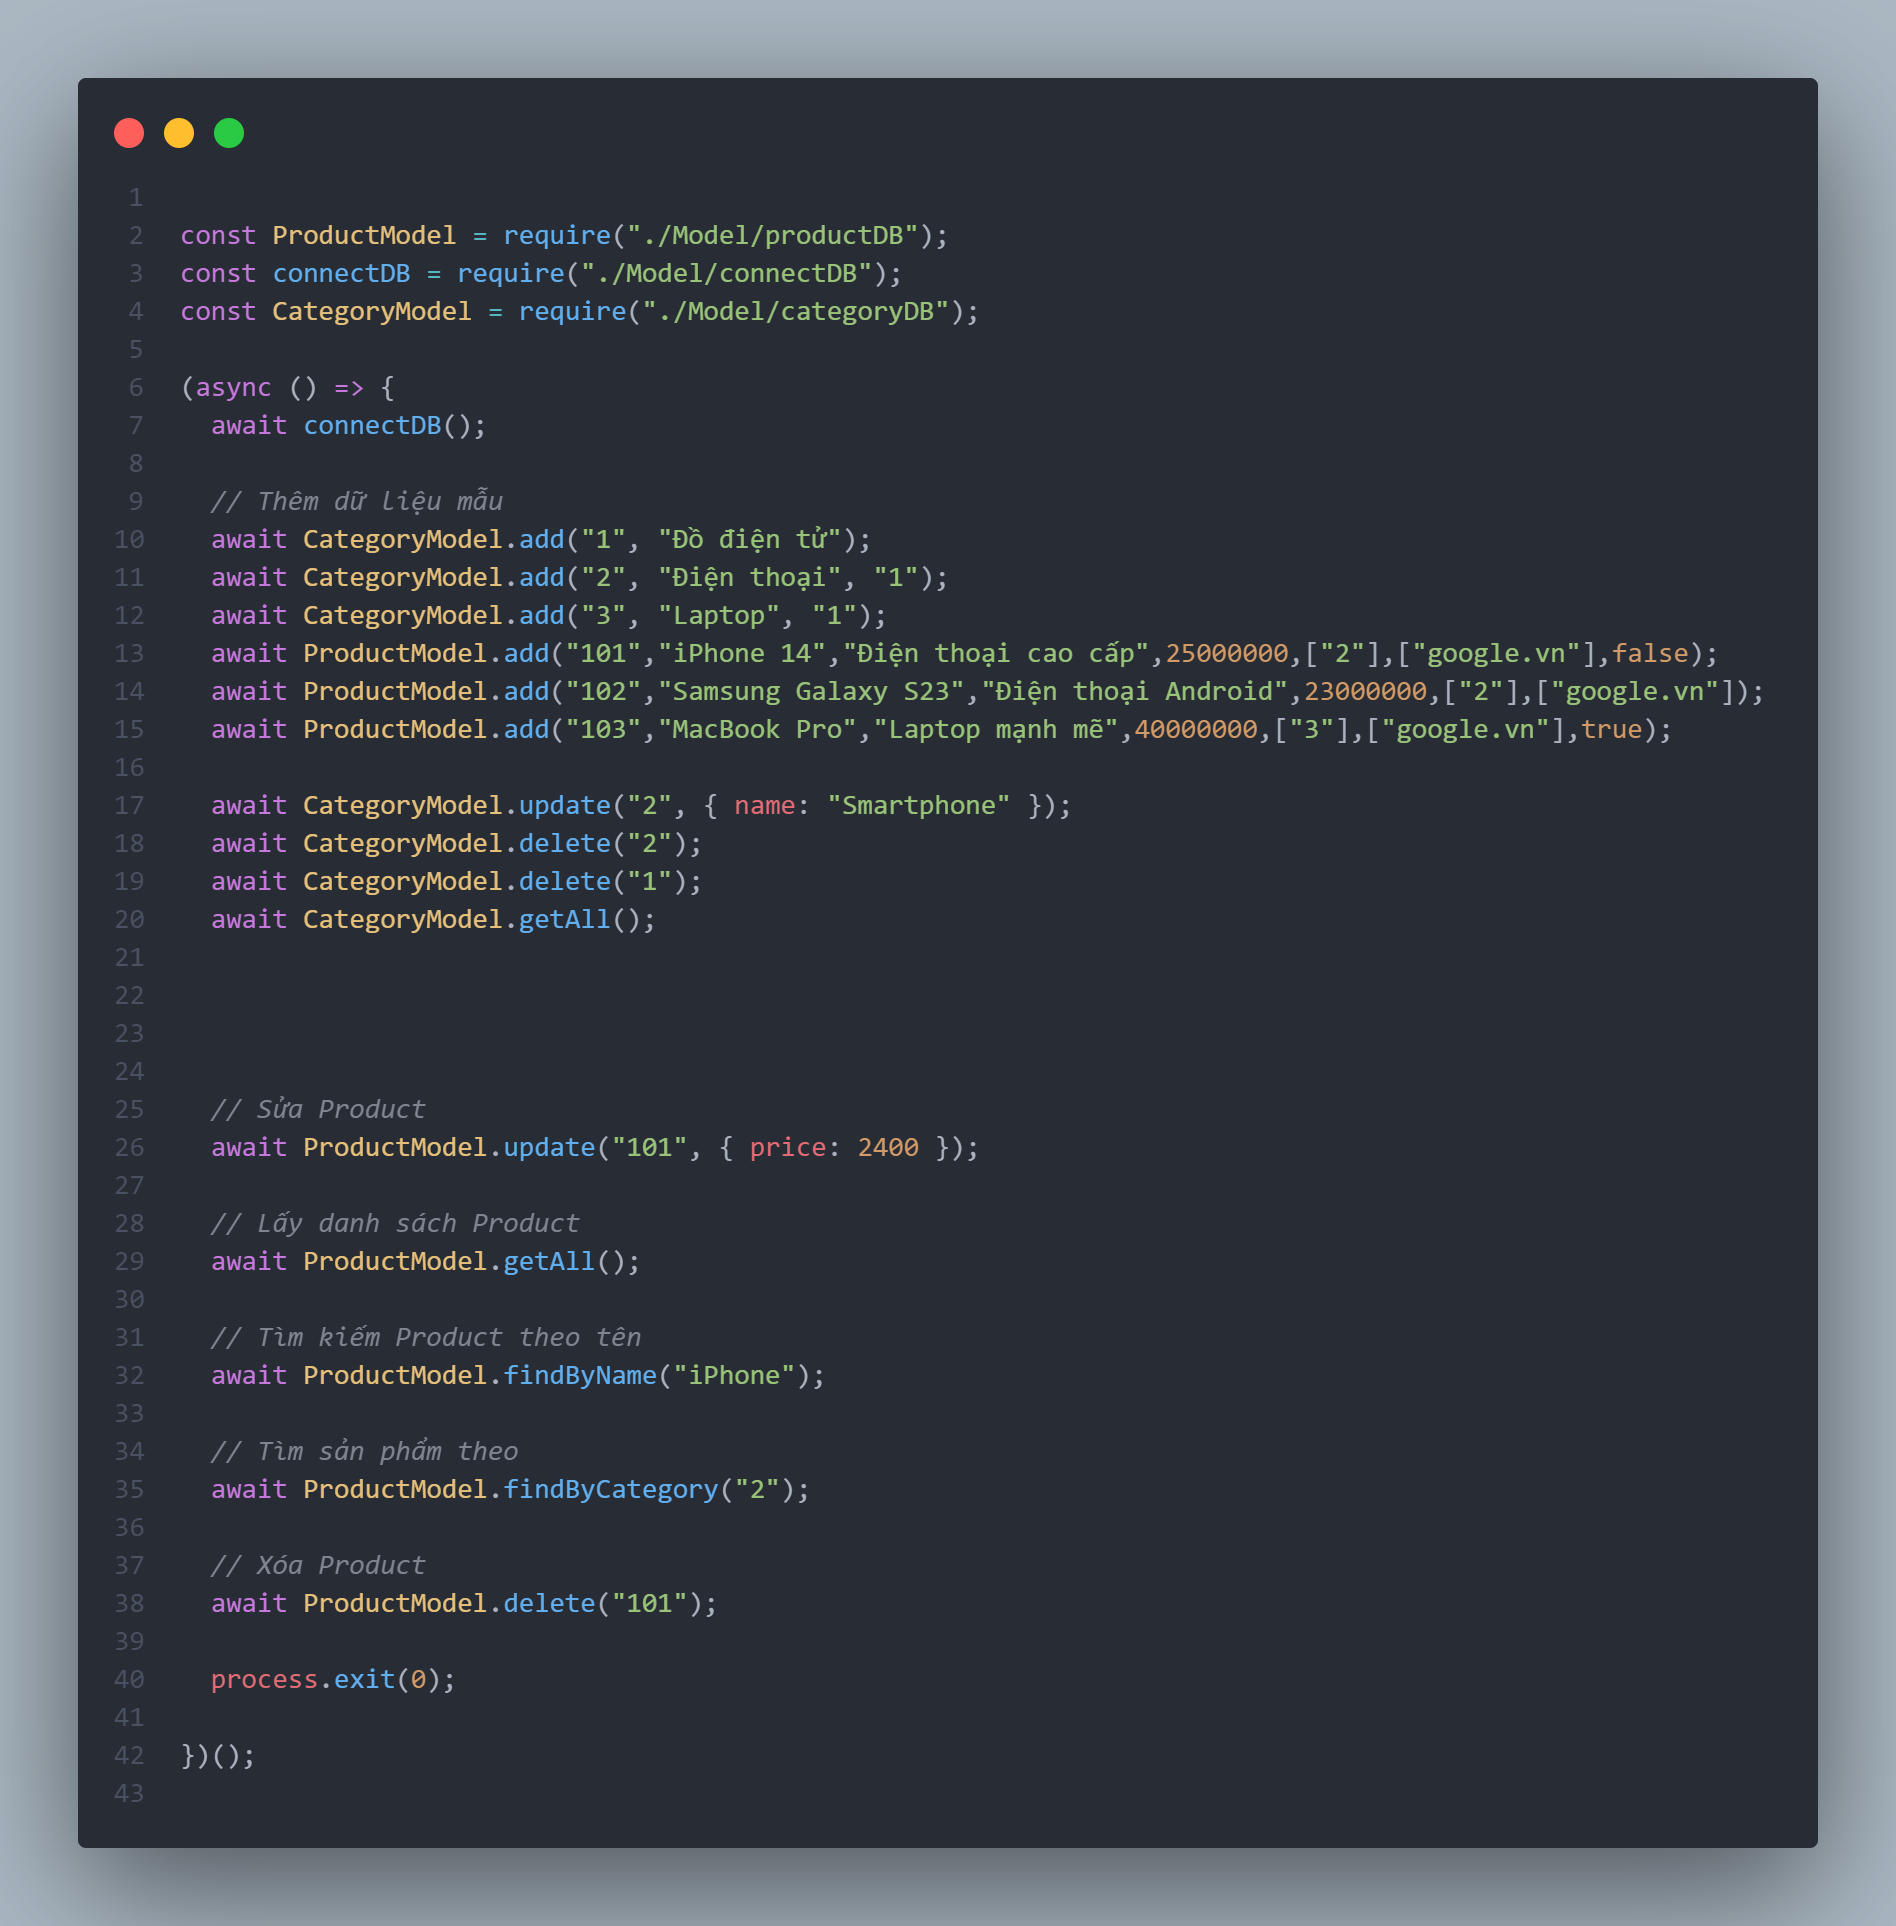 1
2 const ProductModel = require("./Model/productDB");
3 const connectDB = require("./Model/connectDB");
4 const CategoryModel = require("./Model/categoryDB");
5
6 (async () => {
7   await connectDB();
8
9   // Thêm dữ liệu mẫu
10   await CategoryModel.add("1", "Đồ điện tử");
11   await CategoryModel.add("2", "Điện thoại", "1");
12   await CategoryModel.add("3", "Laptop", "1");
13   await ProductModel.add("101","iPhone 14","Điện thoại cao cấp",25000000,["2"],["google.vn"],false);
14   await ProductModel.add("102","Samsung Galaxy S23","Điện thoại Android",23000000,["2"],["google.vn"]);
15   await ProductModel.add("103","MacBook Pro","Laptop mạnh mẽ",40000000,["3"],["google.vn"],true);
16
17   await CategoryModel.update("2", { name: "Smartphone" });
18   await CategoryModel.delete("2");
19   await CategoryModel.delete("1");
20   await CategoryModel.getAll();
21
22
23
24
25   // Sửa Product
26   await ProductModel.update("101", { price: 2400 });
27
28   // Lấy danh sách Product
29   await ProductModel.getAll();
30
31   // Tìm kiếm Product theo tên
32   await ProductModel.findByName("iPhone");
33
34   // Tìm sản phẩm theo
35   await ProductModel.findByCategory("2");
36
37   // Xóa Product
38   await ProductModel.delete("101");
39
40   process.exit(0);
41
42 })();
43